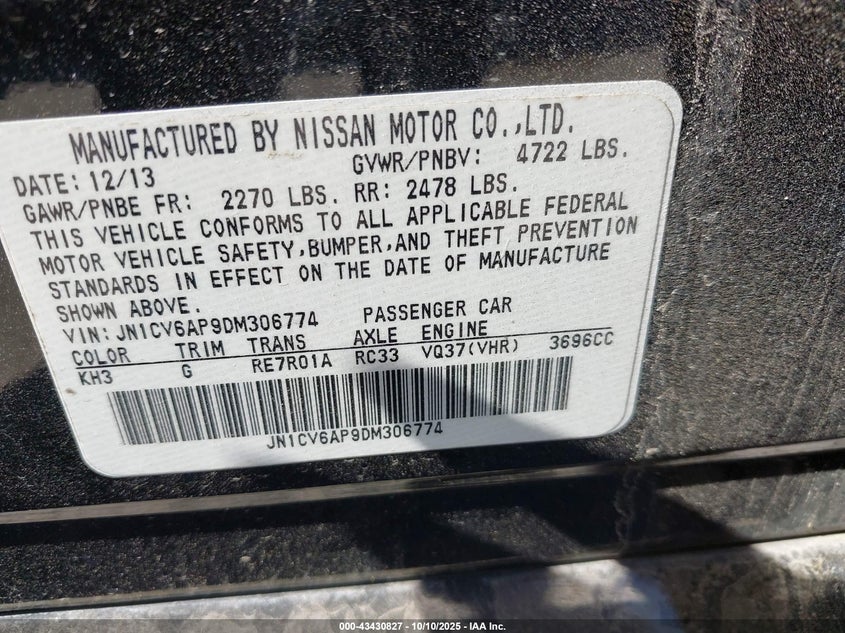 MANUFACTURED BY NISSAN MOTOR CO.,LTD.
DATE: 12/13 GVWR/PNBV: 4722 LBS.
GAWR/PNBE FR: 2270 LBS. RR: 2478 LBS.
THIS VEHICLE CONFORMS TO ALL APPLICABLE FEDERAL
MOTOR VEHICLE SAFETY,BUMPER,AND THEFT PREVENTION
STANDARDS IN EFFECT ON THE DATE OF MANUFACTURE
SHOWN ABOVE.
VIN: JN1CV6AP9DM306774 PASSENGER CAR
COLOR TRIM TRANS AXLE ENGINE
KH3 G RE7R01A RC33 VQ37(VHR) 3696CC
JN1CV6AP9DM306774
000-43430827 - 10/10/2025 - IAA Inc.